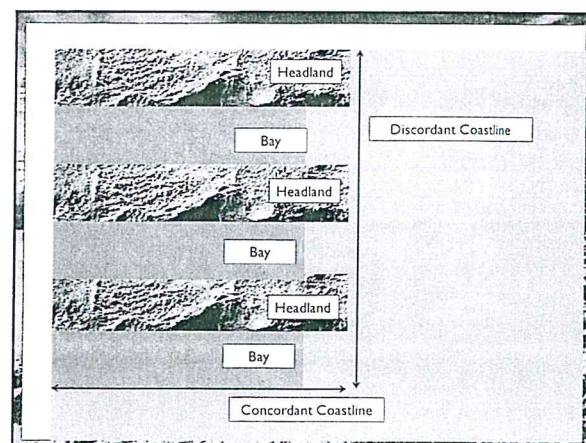 Headland
Bay
Discordant Coastline
Headland
Bay
Headland
Bay
Concordant Coastline